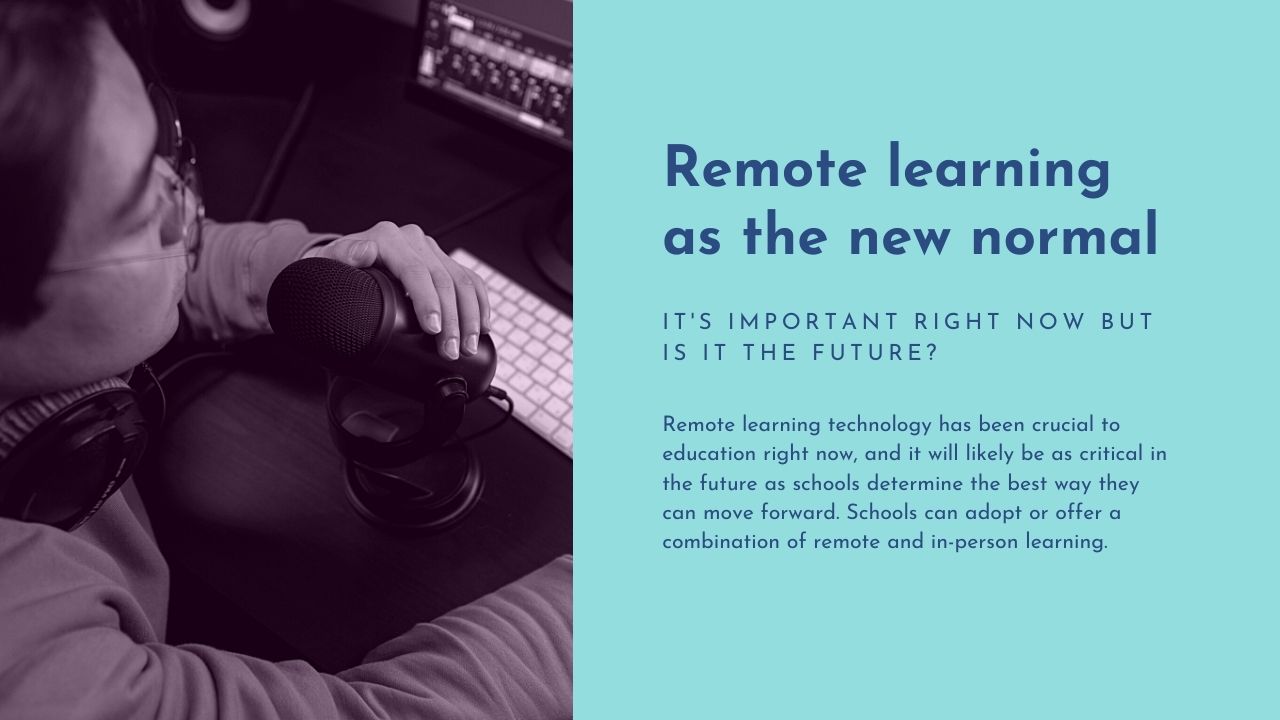 Remote learning
as the new normal
IT'S IMPORTANT RIGHT NOW BUT
IS IT THE FUTURE?
Remote learning technology has been crucial to
education right now, and it will likely be as critical in
the future as schools determine the best way they
can move forward. Schools can adopt or offer a
combination of remote and in-person learning.